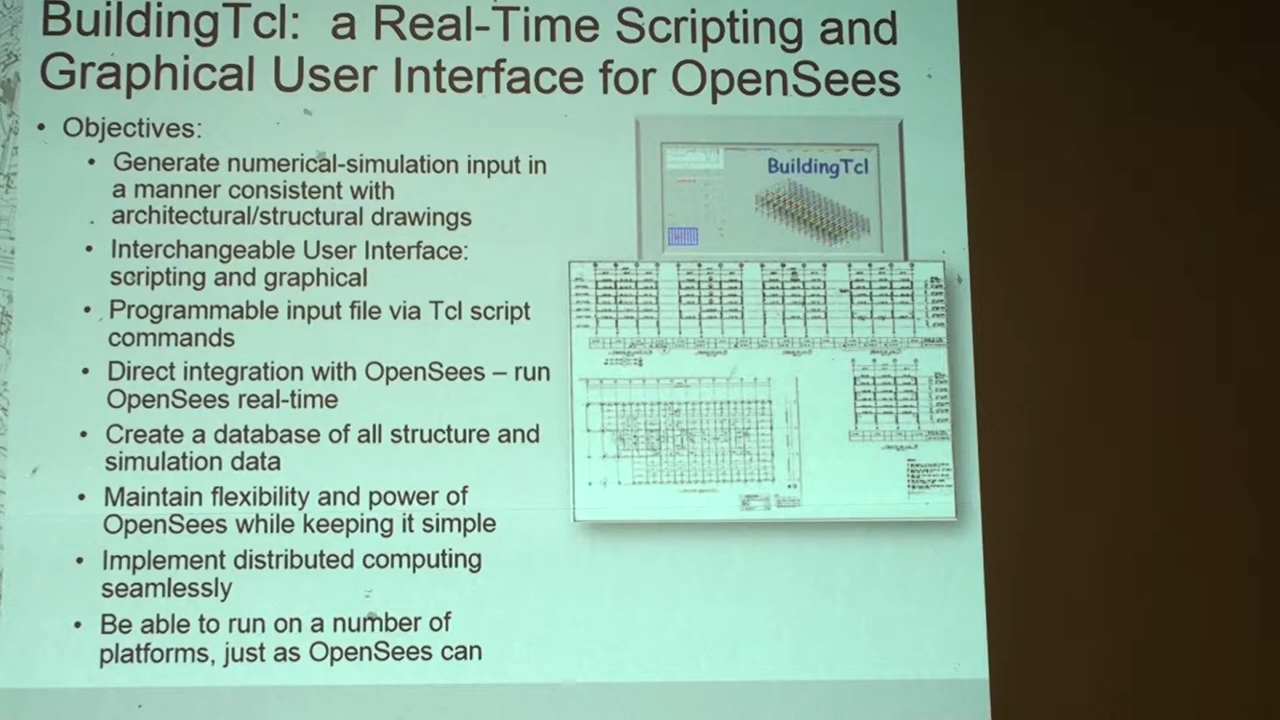 BuildingTcl: a Real-Time Scripting and
Graphical User Interface for OpenSees
• Objectives:
• Generate numerical-simulation input in
a manner consistent with
architectural/structural drawings
• Interchangeable User Interface:
scripting and graphical
• Programmable input file via Tcl script
commands
• Direct integration with OpenSees – run
OpenSees real-time
• Create a database of all structure and
simulation data
• Maintain flexibility and power of
OpenSees while keeping it simple
• Implement distributed computing
seamlessly
• Be able to run on a number of
platforms, just as OpenSees can
BuildingTcl